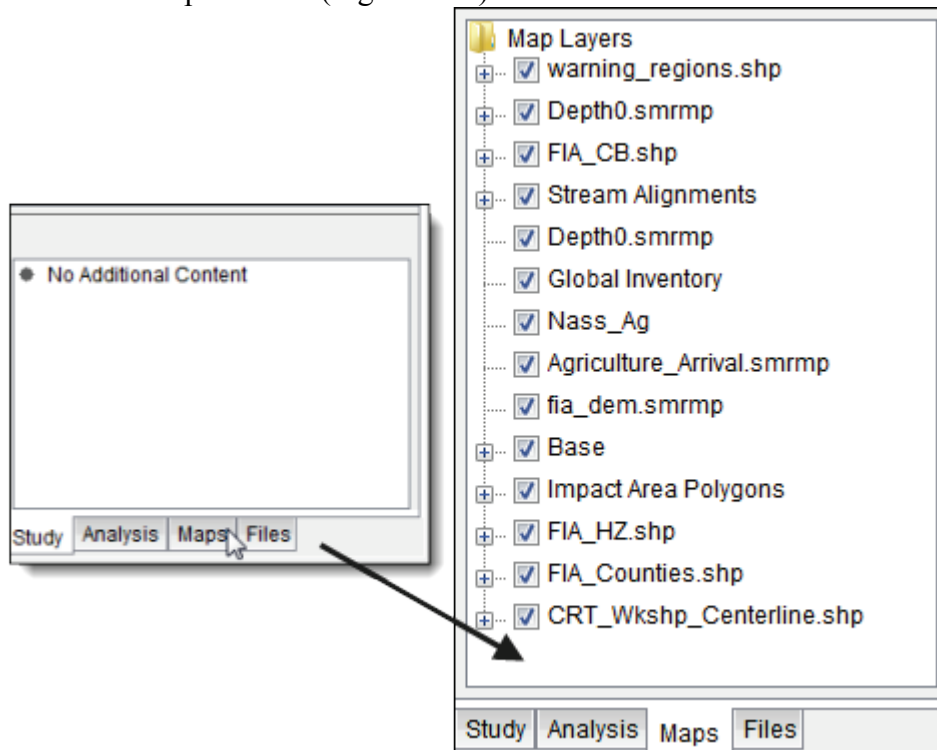 Map Layers
warning_regions.shp
Depth0.smrmp
FIA_CB.shp
Stream Alignments
Depth0.smrmp
Global Inventory
Nass_Ag
Agriculture_Arrival.smrmp
fia_dem.smrmp
Base
Impact Area Polygons
FIA_HZ.shp
FIA_Counties.shp
CRT_Wkshp_Centerline.shp
Study Analysis Maps Files
No Additional Content
Study Analysis Maps Files